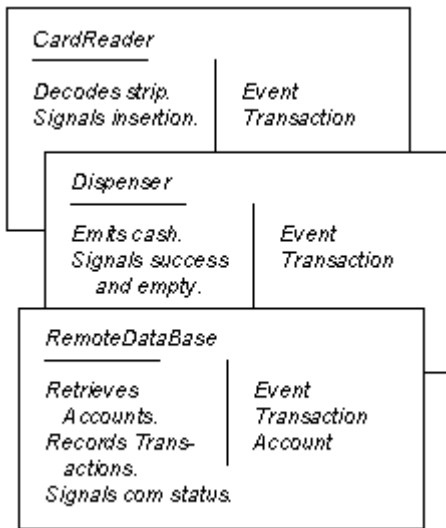 CardReader
Decodes strip.
Signals insertion.
Event
Transaction
Dispenser
Emits cash.
Signals success
and empty.
Event
Transaction
RemoteDataBase
Retrieves
Accounts.
Records Trans-
actions.
Signals com status.
Event
Transaction
Account